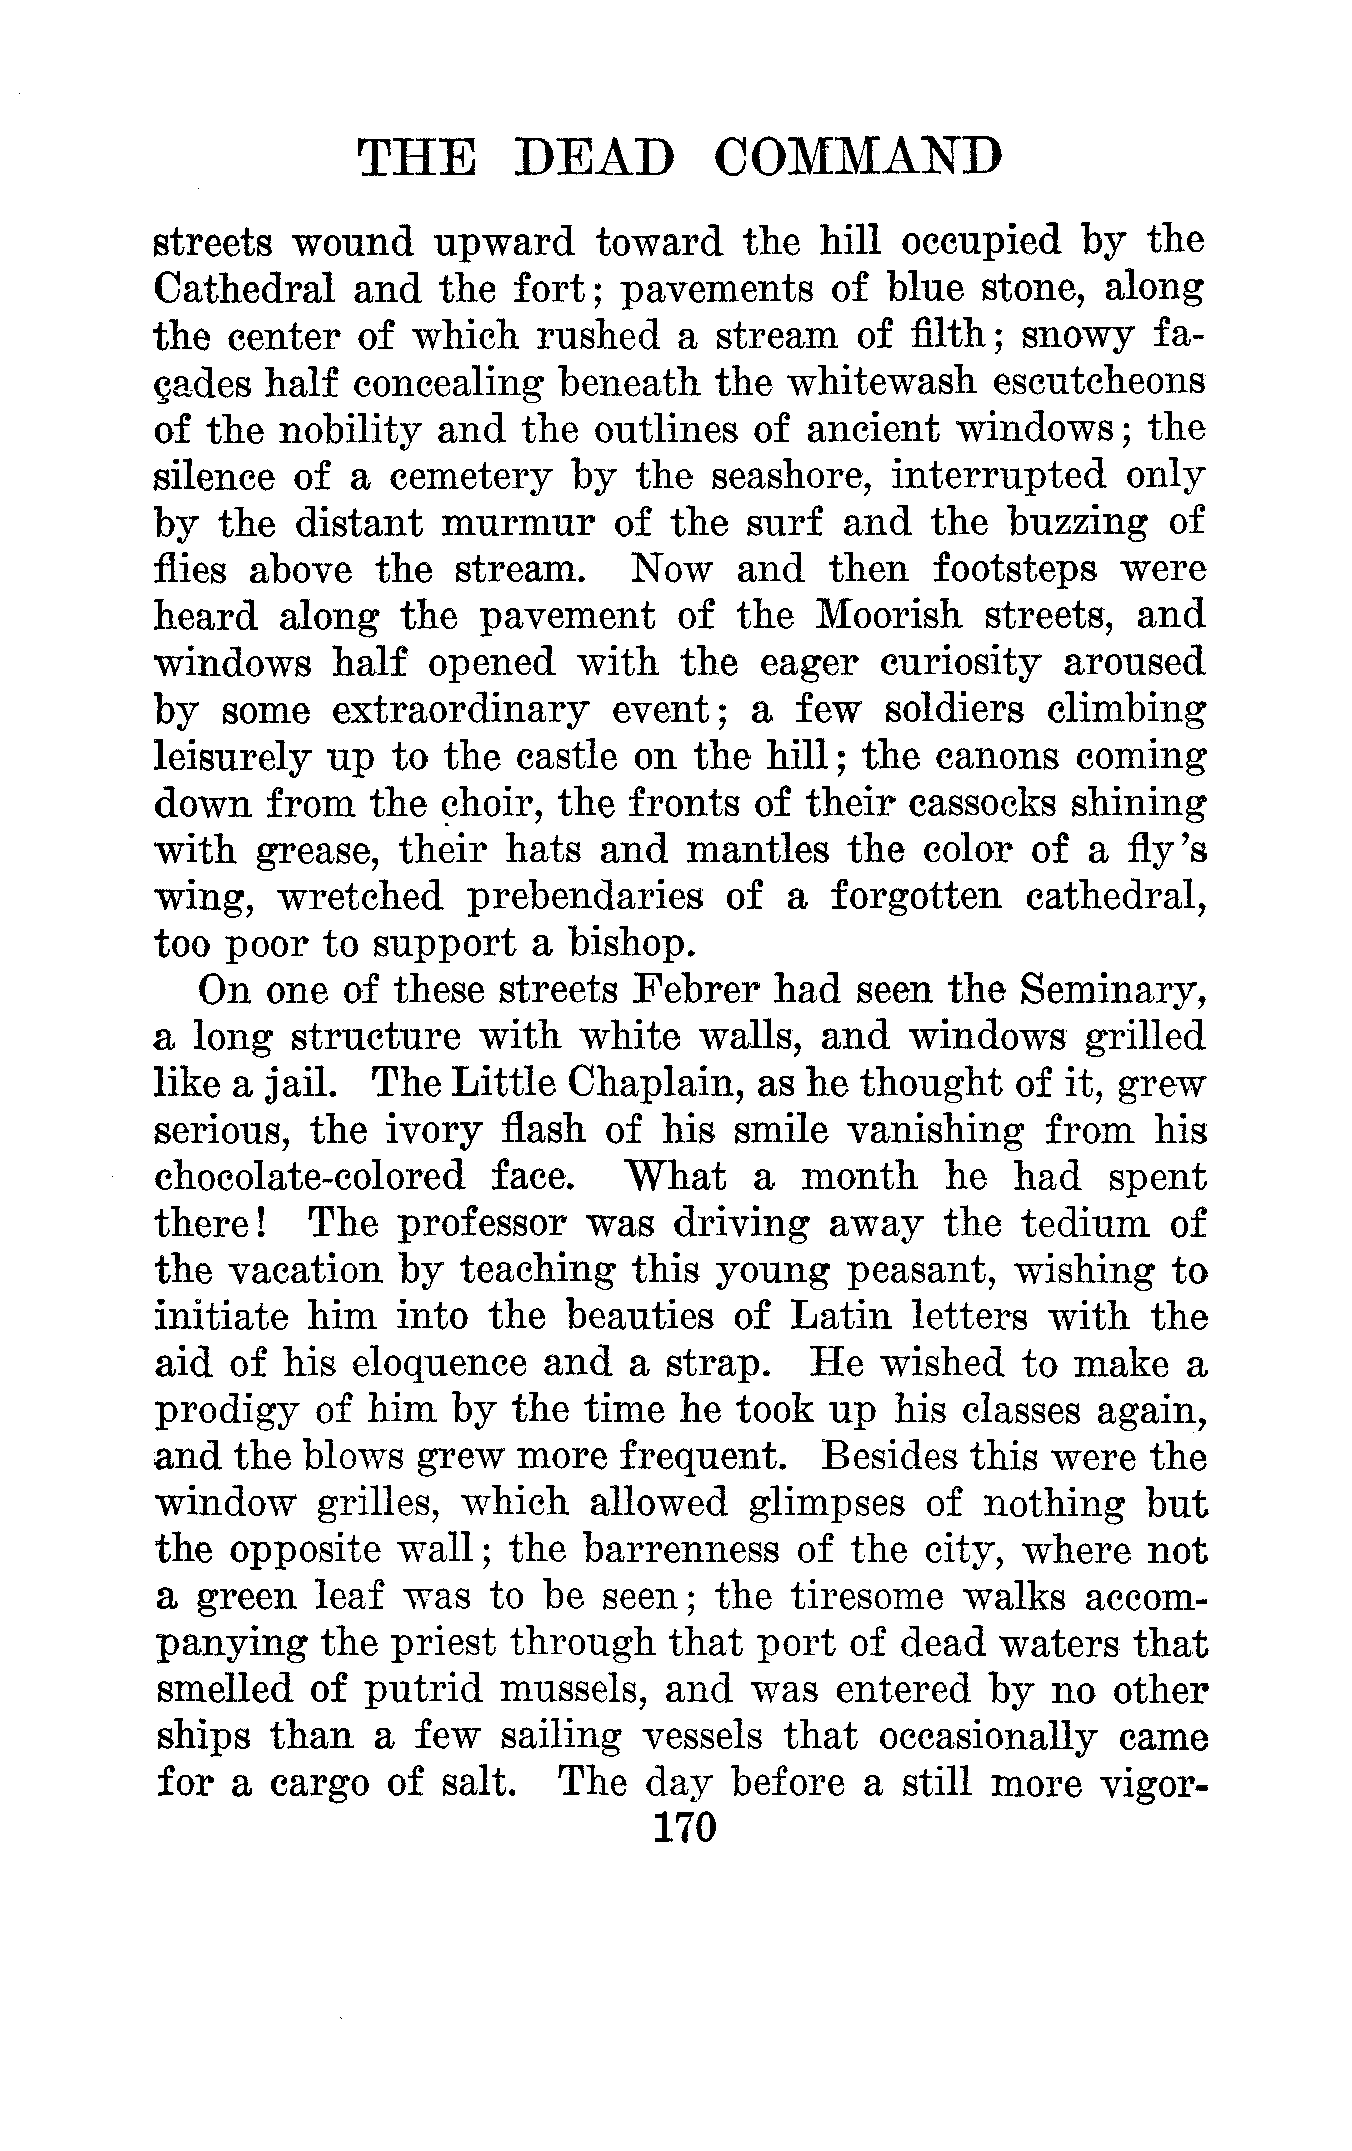 THE DEAD COMMAND
streets wound upward toward the hill occupied by the
Cathedral and the fort; pavements of blue stone, along
the center of which rushed a stream of filth; snowy fa-
çades half concealing beneath the whitewash escutcheons
of the nobility and the outlines of ancient windows; the
silence of a cemetery by the seashore, interrupted only
by the distant murmur of the surf and the buzzing of
flies above the stream. Now and then footsteps were
heard along the pavement of the Moorish streets, and
windows half opened with the eager curiosity aroused
by some extraordinary event; a few soldiers climbing
leisurely up to the castle on the hill; the canons coming
down from the choir, the fronts of their cassocks shining
with grease, their hats and mantles the color of a fly's
wing, wretched prebendaries of a forgotten cathedral,
too poor to support a bishop.
On one of these streets Febrer had seen the Seminary,
a long structure with white walls, and windows grilled
like a jail. The Little Chaplain, as he thought of it, grew
serious, the ivory flash of his smile vanishing from his
chocolate-colored face. What a month he had spent
there! The professor was driving away the tedium of
the vacation by teaching this young peasant, wishing to
initiate him into the beauties of Latin letters with the
aid of his eloquence and a strap. He wished to make a
prodigy of him by the time he took up his classes again,
and the blows grew more frequent. Besides this were the
window grilles, which allowed glimpses of nothing but
the opposite wall; the barrenness of the city, where not
a green leaf was to be seen; the tiresome walks accom-
panying the priest through that port of dead waters that
smelled of putrid mussels, and was entered by no other
ships than a few sailing vessels that occasionally came
for a cargo of salt. The day before a still more vigor-
170